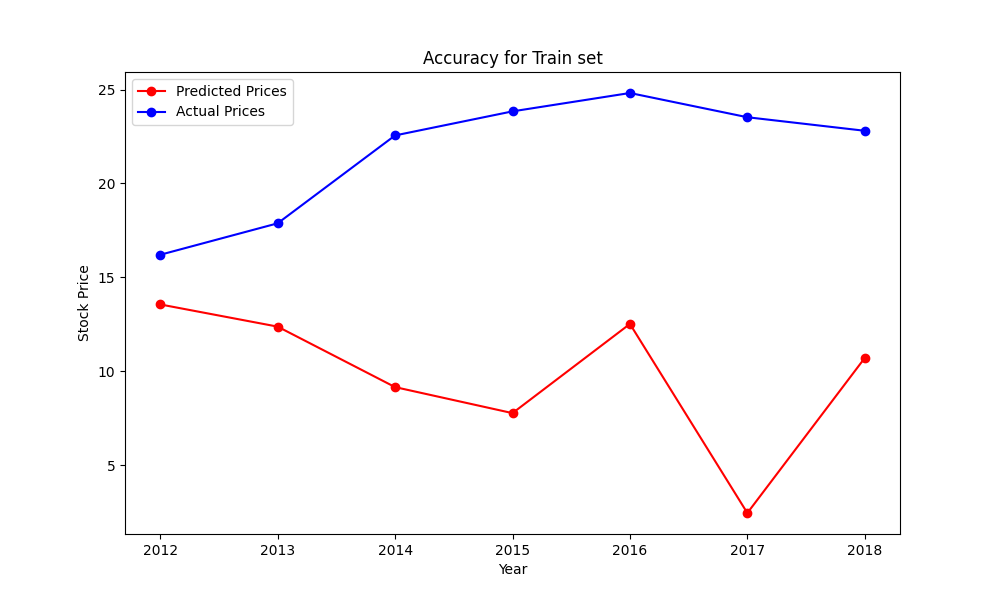 Accuracy for Train set
Predicted Prices
Actual Prices
25
20
15
10
5
Stock Price
2012 2013 2014 2015 2016 2017 2018
Year